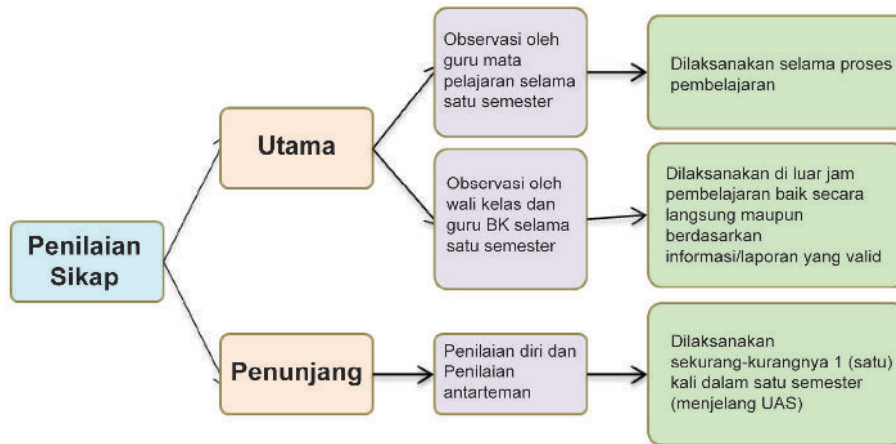 Penilaian
Sikap
Utama
Observasi oleh
guru mata
pelajaran selama
satu semester
Dilaksanakan selama proses
pembelajaran
Observasi oleh
wali kelas dan
guru BK selama
satu semester
Dilaksanakan di luar jam
pembelajaran baik secara
langsung maupun
berdasarkan
informasi/laporan yang valid
Penunjang
Penilaian diri dan
Penilaian
antarteman
Dilaksanakan
sekurang-kurangnya 1 (satu)
kali dalam satu semester
(menjelang UAS)